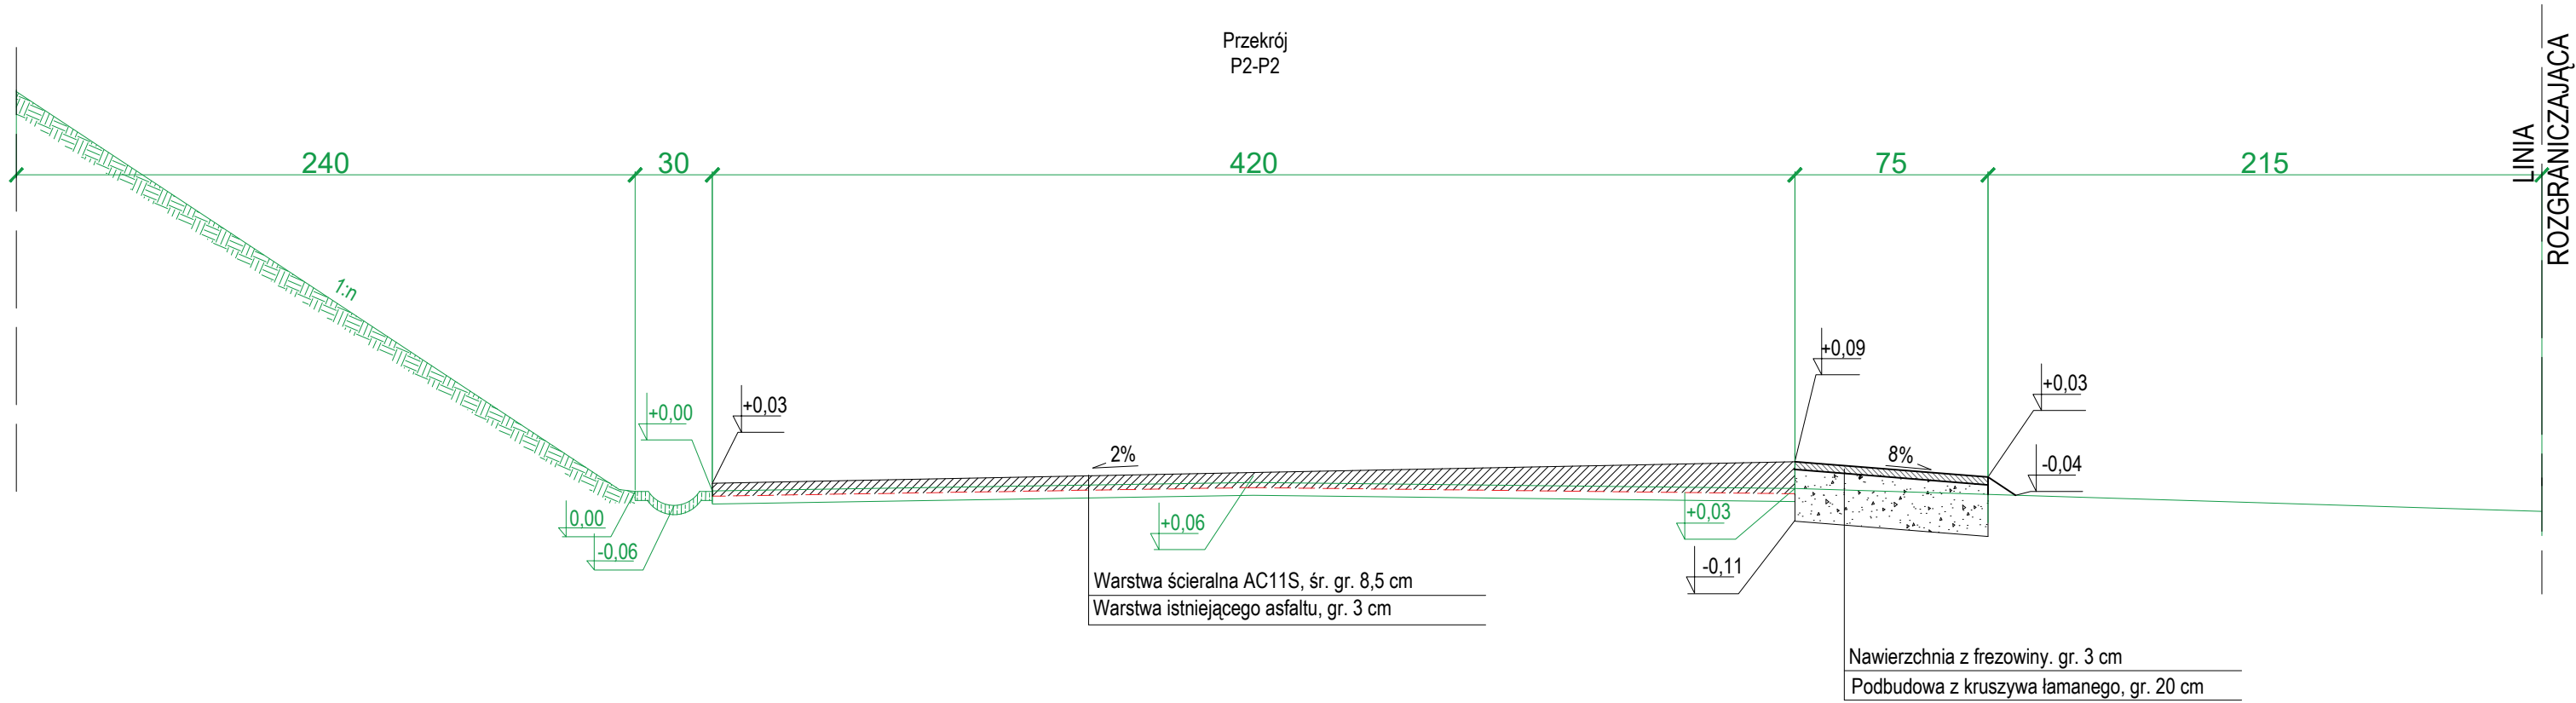 Przekrój
P2-P2
LINIA
ROZGRANICZAJĄCA
240
30
420
75
215
1:n
+0,00
+0,03
2%
+0,09
8%
+0,03
-0,04
0,00
-0,06
+0,06
+0,03
-0,11
Warstwa ścieralna AC11S, śr. gr. 8,5 cm
Warstwa istniejącego asfaltu, gr. 3 cm
Nawierzchnia z frezowiny. gr. 3 cm
Podbudowa z kruszywa łamanego, gr. 20 cm